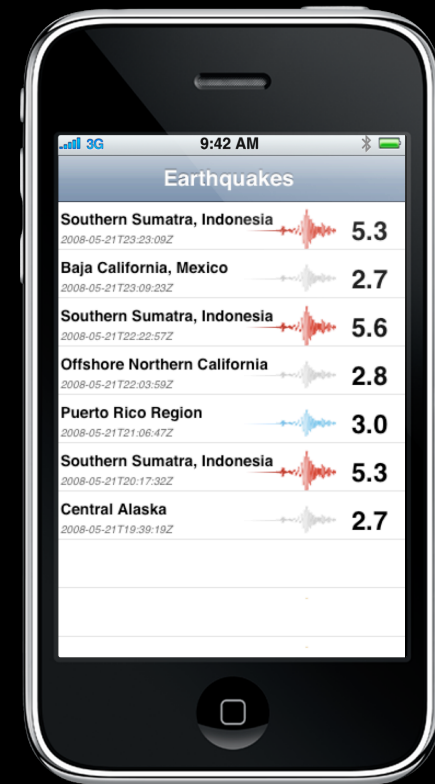 3G 9:42 AM
Earthquakes
Southern Sumatra, Indonesia 5.3
2008-05-21T23:23:09Z
Baja California, Mexico 2.7
2008-05-21T23:09:23Z
Southern Sumatra, Indonesia 5.6
2008-05-21T22:22:57Z
Offshore Northern California 2.8
2008-05-21T22:03:59Z
Puerto Rico Region 3.0
2008-05-21T21:06:47Z
Southern Sumatra, Indonesia 5.3
2008-05-21T20:17:32Z
Central Alaska 2.7
2008-05-21T19:39:19Z